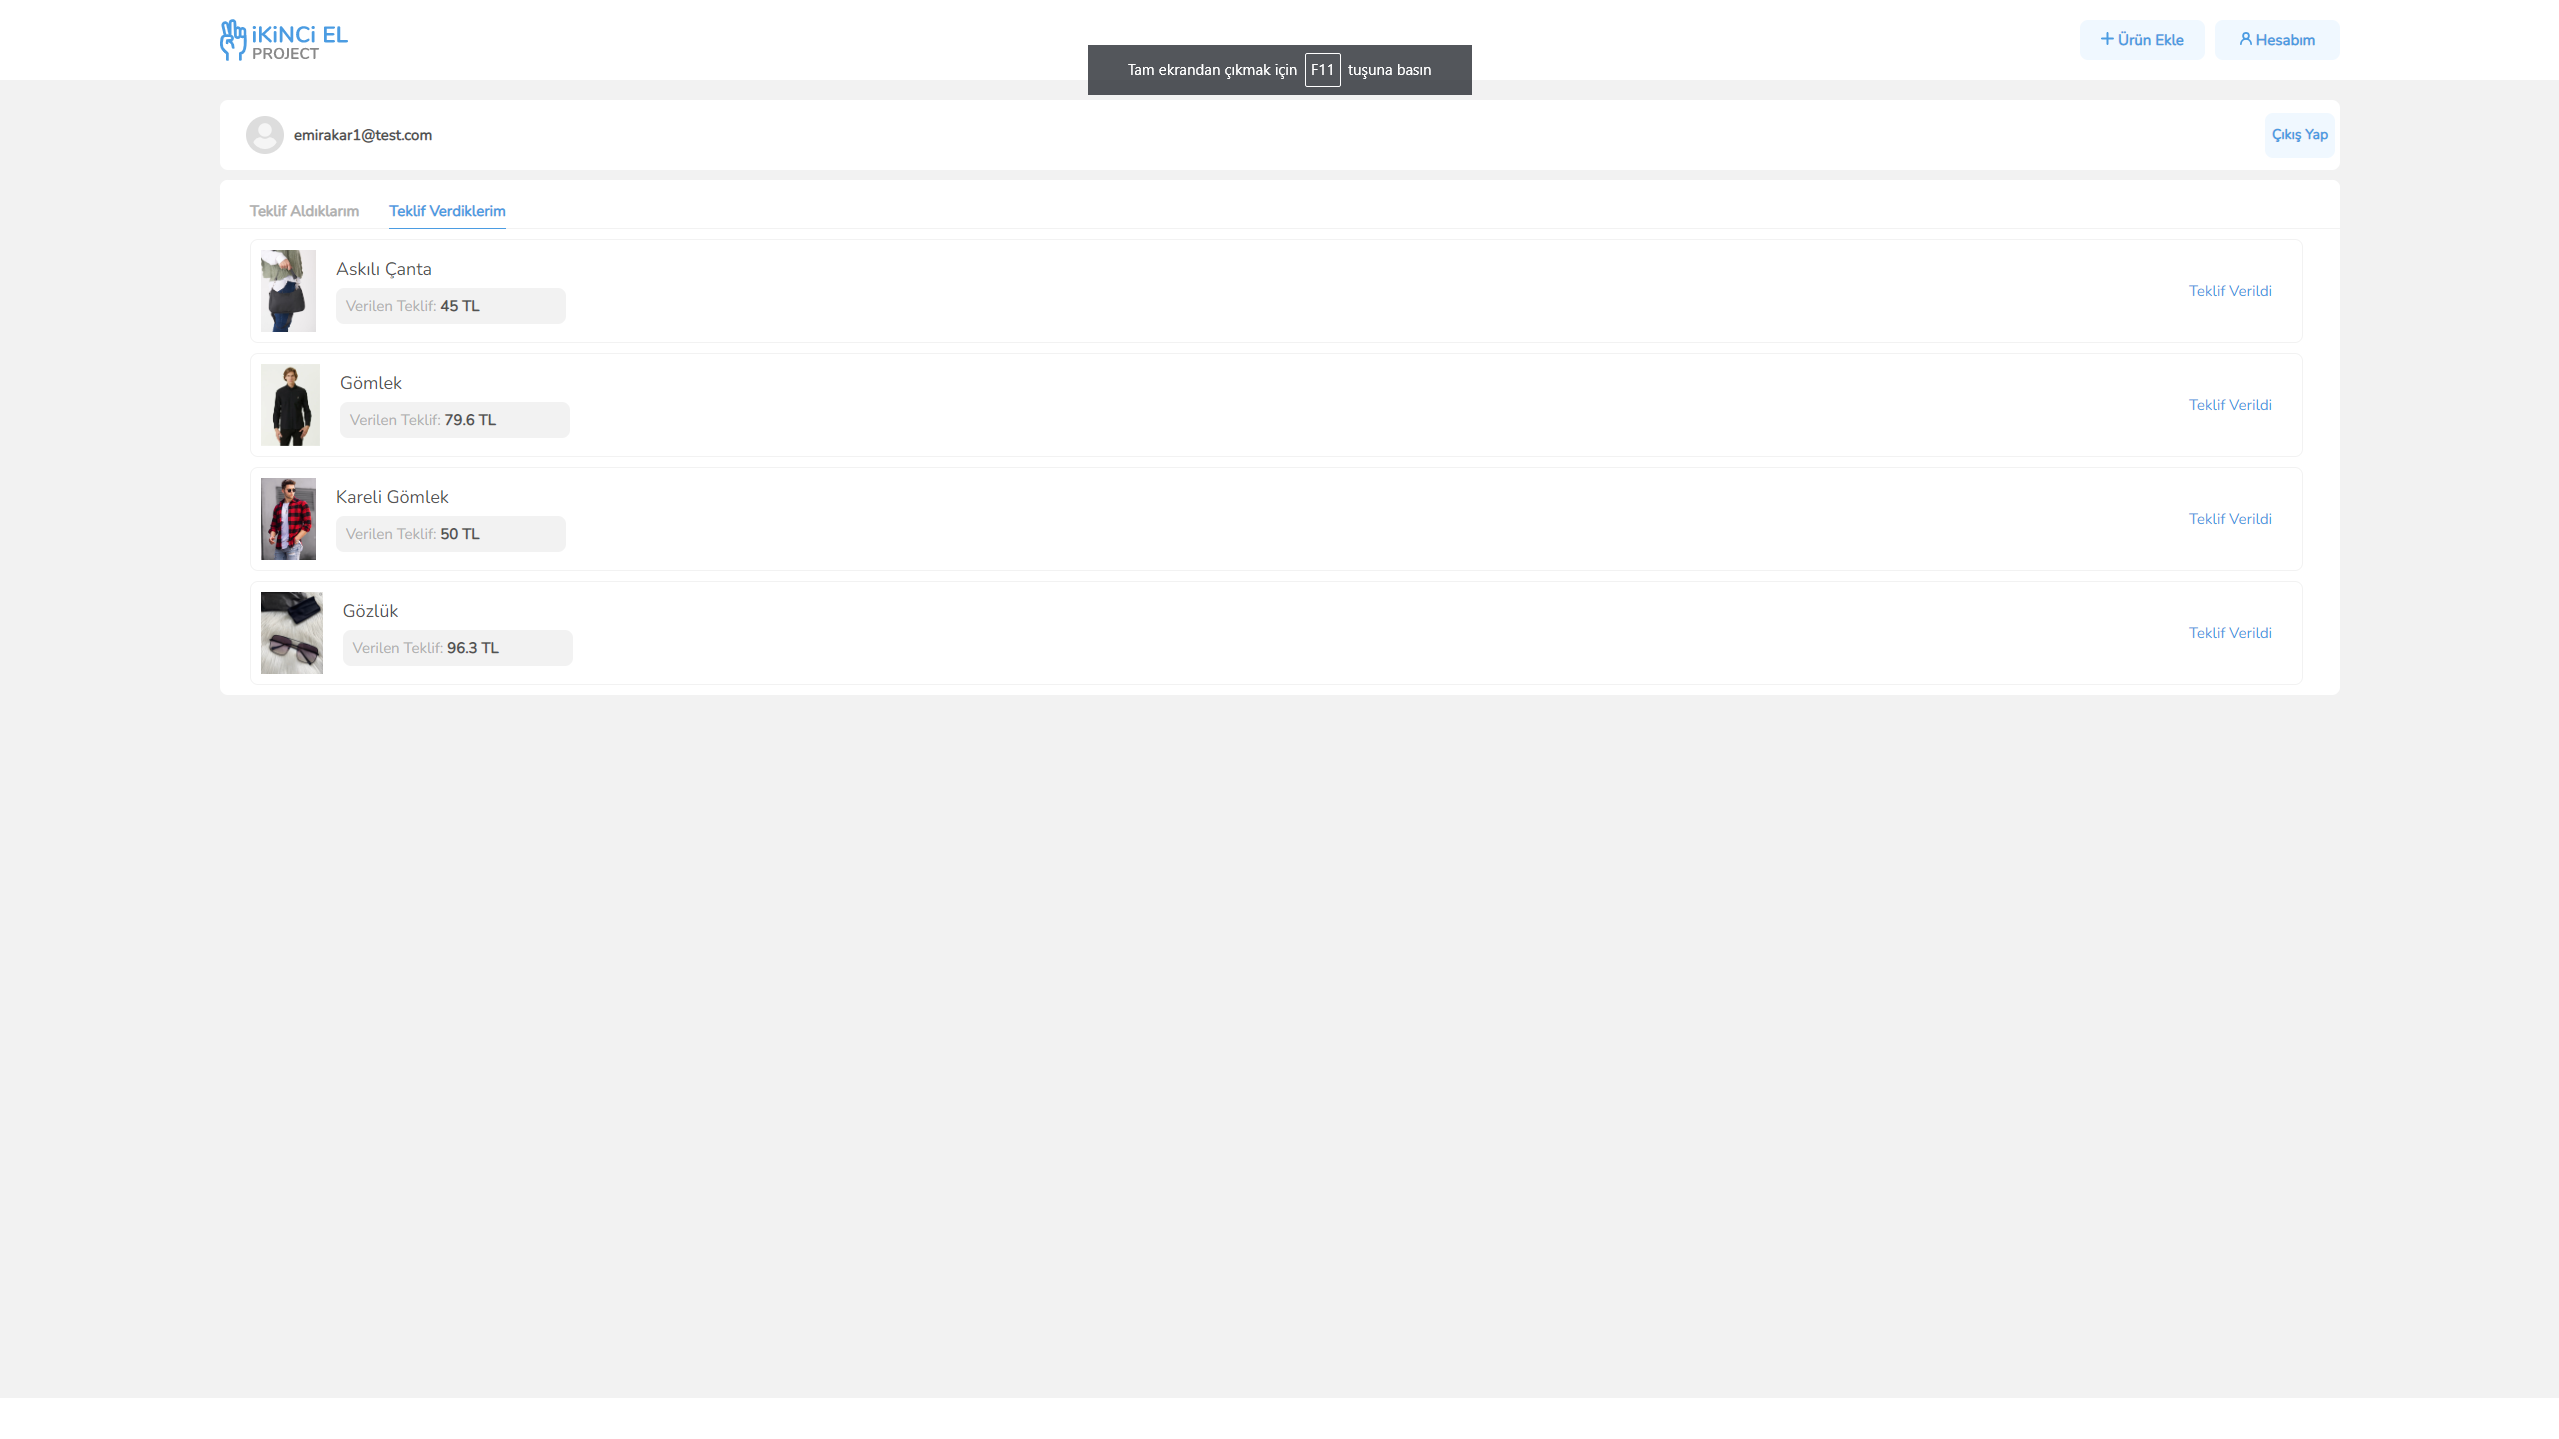 iKiNCi EL
PROJECT
Ürün Ekle
Hesabım
Tam ekrandan çıkmak için F11 tuşuna basın
emirakar1@test.com
Çıkış Yap
Teklif Aldıklarım
Teklif Verdiklerim
Askılı Çanta
Verilen Teklif: 45 TL
Teklif Verildi
Gömlek
Verilen Teklif: 79.6 TL
Teklif Verildi
Kareli Gömlek
Verilen Teklif: 50 TL
Teklif Verildi
Gözlük
Verilen Teklif: 96.3 TL
Teklif Verildi